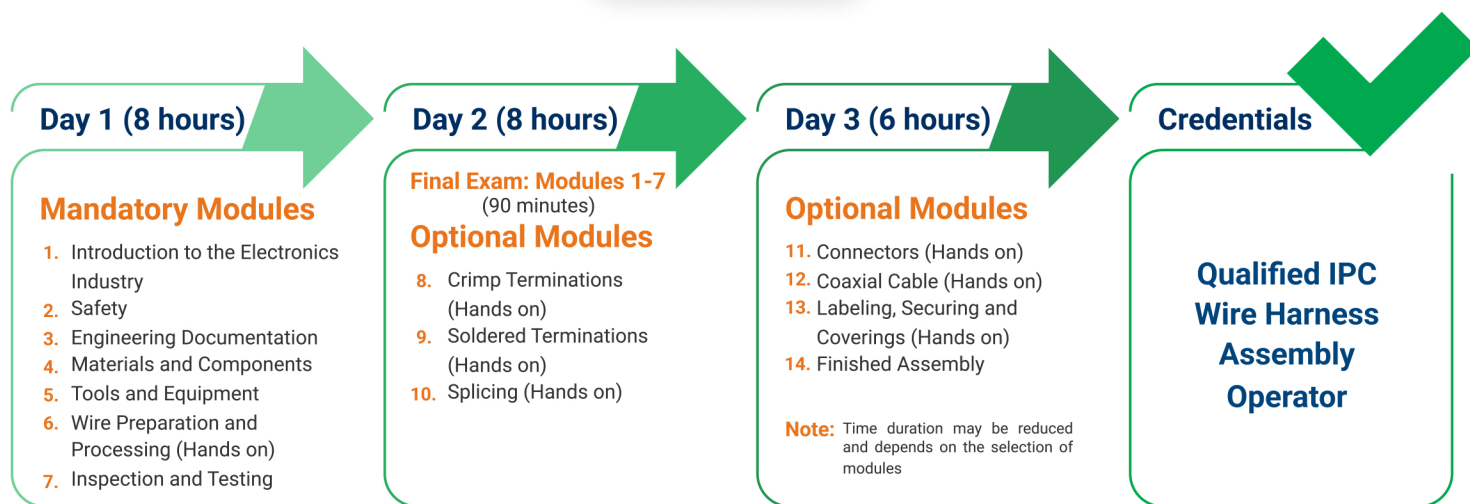 Day 1 (8 hours)
Mandatory Modules
1. Introduction to the Electronics
Industry
2. Safety
3. Engineering Documentation
4. Materials and Components
5. Tools and Equipment
6. Wire Preparation and
Processing (Hands on)
7. Inspection and Testing
Day 2 (8 hours)
Final Exam: Modules 1-7
(90 minutes)
Optional Modules
8. Crimp Terminations
(Hands on)
9. Soldered Terminations
(Hands on)
10. Splicing (Hands on)
Day 3 (6 hours)
Optional Modules
11. Connectors (Hands on)
12. Coaxial Cable (Hands on)
13. Labeling, Securing and
Coverings (Hands on)
14. Finished Assembly
Note: Time duration may be reduced
and depends on the selection of
modules
Credentials
Qualified IPC
Wire Harness
Assembly
Operator